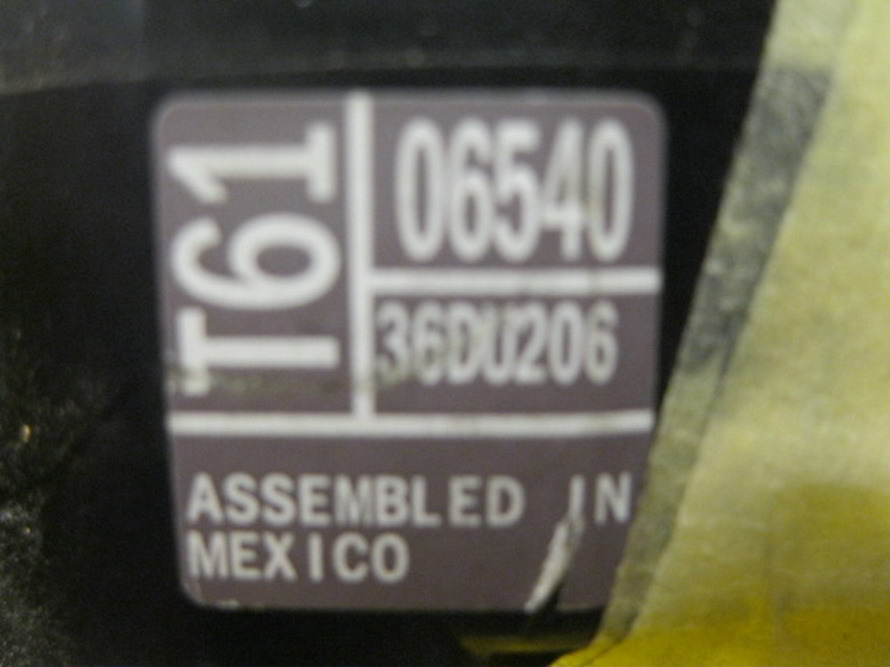 T61
06540
36DU206
ASSEMBLED IN
MEXICO